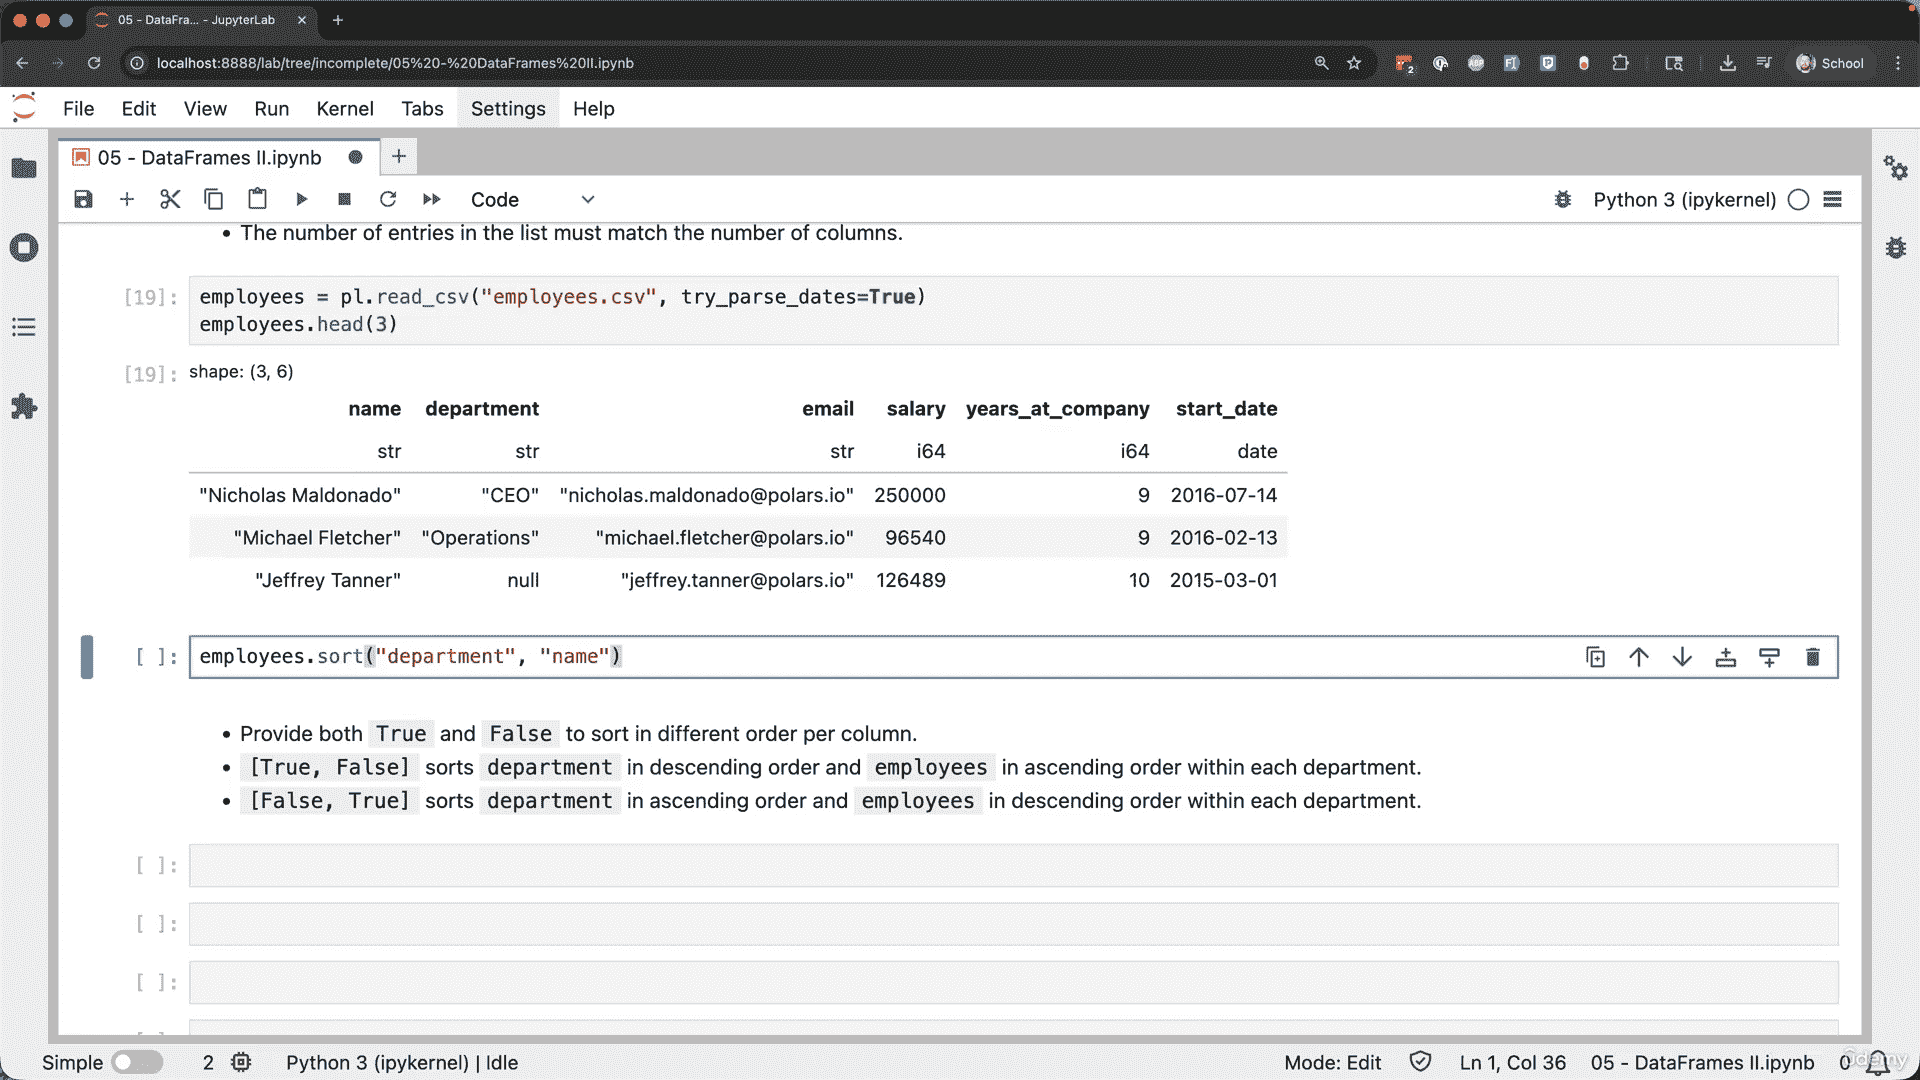 05 - DataFra... - JupyterLab
localhost:8888/lab/tree/incomplete/05%20-%20DataFrames%20II.ipynb
School
File Edit View Run Kernel Tabs Settings Help
05 - DataFrames II.ipynb
Code
Python 3 (ipykernel)
• The number of entries in the list must match the number of columns.
[19]: employees = pl.read_csv("employees.csv", try_parse_dates=True)
employees.head(3)
[19]: shape: (3, 6)
name department email salary years_at_company start_date
str str str i64 i64 date
"Nicholas Maldonado" "CEO" "nicholas.maldonado@polars.io" 250000 9 2016-07-14
"Michael Fletcher" "Operations" "michael.fletcher@polars.io" 96540 9 2016-02-13
"Jeffrey Tanner" null "jeffrey.tanner@polars.io" 126489 10 2015-03-01
[ ]: employees.sort("department", "name")
• Provide both True and False to sort in different order per column.
• [True, False] sorts department in descending order and employees in ascending order within each department.
• [False, True] sorts department in ascending order and employees in descending order within each department.
[ ]:
[ ]:
[ ]:
Simple 2 Python 3 (ipykernel) | Idle Mode: Edit Ln 1, Col 36 05 - DataFrames II.ipynb 0
Udemy